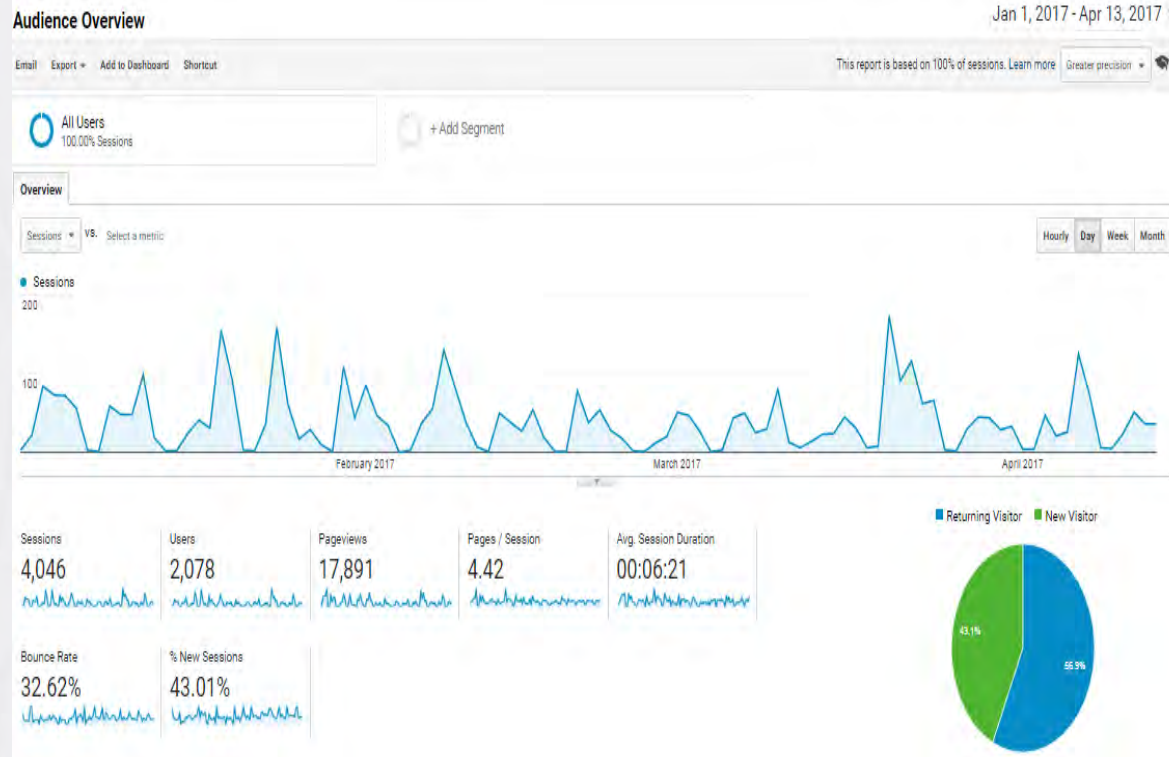 Audience Overview
Jan 1, 2017 - Apr 13, 2017
Email Export Add to Dashboard Shortcut
This report is based on 100% of sessions. Learn more Greater precision
All Users
100.00% Sessions
+ Add Segment
Overview
Sessions VS. Select a metric
Hourly Day Week Month
Sessions
200
100
February 2017 March 2017 April 2017
Returning Visitor New Visitor
Sessions Users Pageviews Pages / Session Avg. Session Duration
4,046 2,078 17,891 4.42 00:06:21
43.1%
56.9%
Bounce Rate % New Sessions
32.62% 43.01%